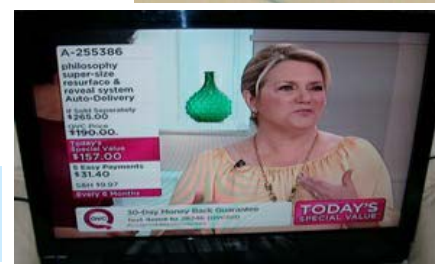 A-255386
philosophy
super-size
resurface &
reveal system
Auto-Delivery
If Sold Separately
$265.00
QVC Price
$190.00
Today's
Special Value
$157.00
5 Easy Payments
$31.40
S&H $9.97
Every 6 Months
QVC
30-Day Money Back Guarantee
TODAY'S
SPECIAL VALUE